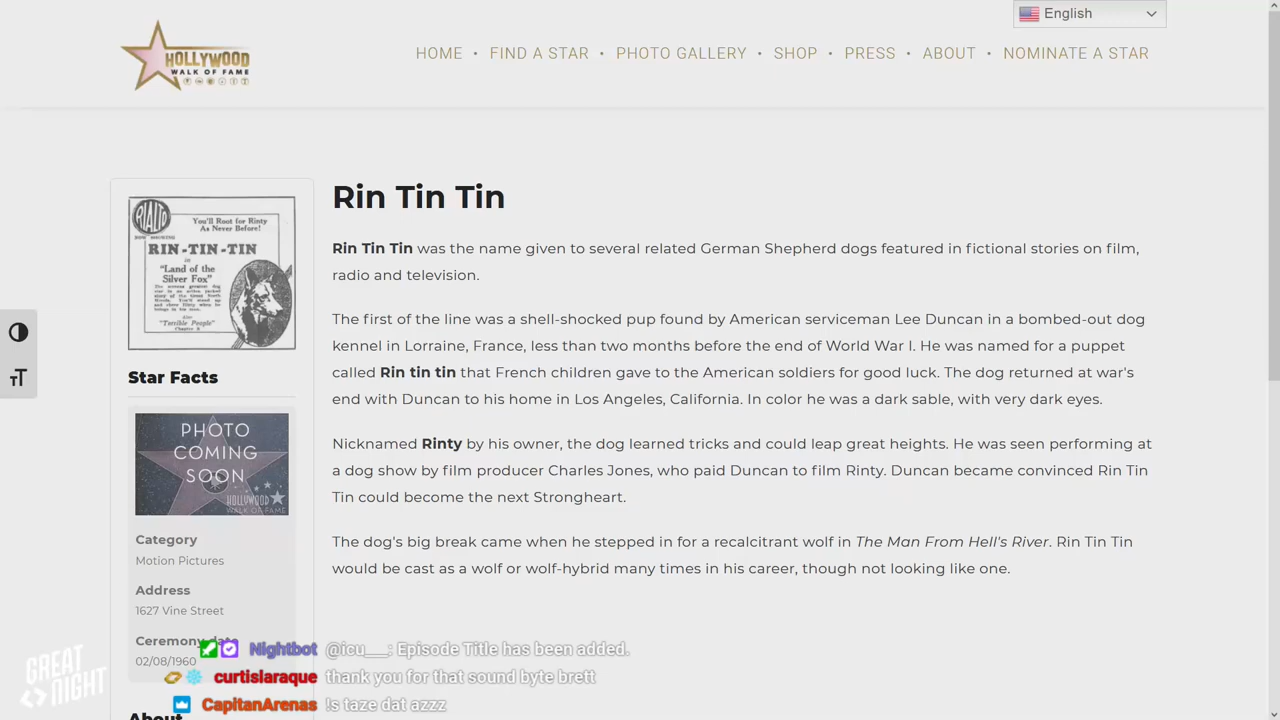 English
HOLLYWOOD
WALK OF FAME
HOME • FIND A STAR • PHOTO GALLERY • SHOP • PRESS • ABOUT • NOMINATE A STAR
RIALTO
NOW SHOWING
You'll Root for Rinty
As Never Before!
RIN-TIN-TIN
in
"Land of the
Silver Fox"
Also
"Terrible People"
Chapter
Star Facts
PHOTO
COMING
SOON
HOLLYWOOD
WALK OF FAME
Category
Motion Pictures
Address
1627 Vine Street
Ceremony date
02/08/1960
About
Rin Tin Tin
Rin Tin Tin was the name given to several related German Shepherd dogs featured in fictional stories on film,
radio and television.
The first of the line was a shell-shocked pup found by American serviceman Lee Duncan in a bombed-out dog
kennel in Lorraine, France, less than two months before the end of World War I. He was named for a puppet
called Rin tin tin that French children gave to the American soldiers for good luck. The dog returned at war's
end with Duncan to his home in Los Angeles, California. In color he was a dark sable, with very dark eyes.
Nicknamed Rinty by his owner, the dog learned tricks and could leap great heights. He was seen performing at
a dog show by film producer Charles Jones, who paid Duncan to film Rinty. Duncan became convinced Rin Tin
Tin could become the next Strongheart.
The dog's big break came when he stepped in for a recalcitrant wolf in The Man From Hell's River. Rin Tin Tin
would be cast as a wolf or wolf-hybrid many times in his career, though not looking like one.
Nightbot @icu___: Episode Title has been added.
curtislaraque thank you for that sound byte brett
CapitanArenas !s taze dat azzz
GREAT
NIGHT